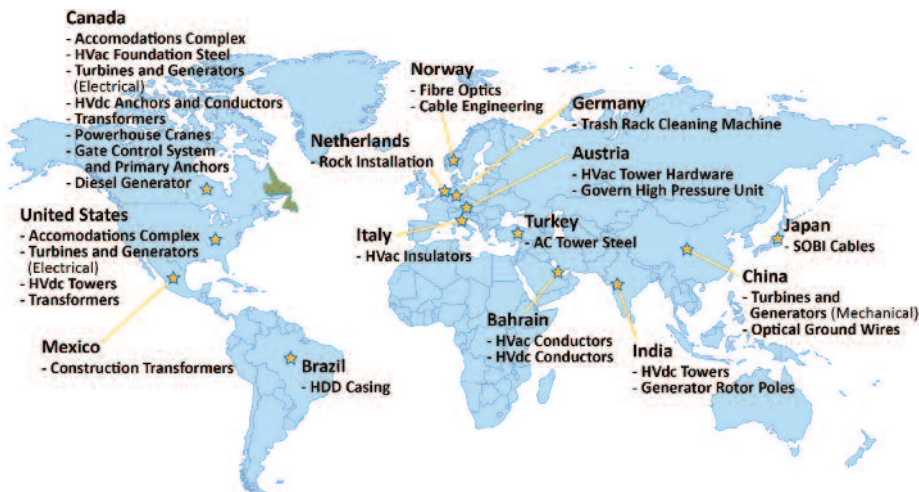 Canada
- Accomodations Complex
- HVac Foundation Steel
- Turbines and Generators
(Electrical)
- HVdc Anchors and Conductors
- Transformers
- Powerhouse Cranes
- Gate Control System
and Primary Anchors
- Diesel Generator
United States
- Accomodations Complex
- Turbines and Generators
(Electrical)
- HVdc Towers
- Transformers
Mexico
- Construction Transformers
Brazil
- HDD Casing
Norway
- Fibre Optics
- Cable Engineering
Netherlands
- Rock Installation
Germany
- Trash Rack Cleaning Machine
Austria
- HVac Tower Hardware
- Govern High Pressure Unit
Italy
- HVac Insulators
Turkey
- AC Tower Steel
Bahrain
- HVac Conductors
- HVdc Conductors
India
- HVdc Towers
- Generator Rotor Poles
Japan
- SOBI Cables
China
- Turbines and
Generators (Mechanical)
- Optical Ground Wires